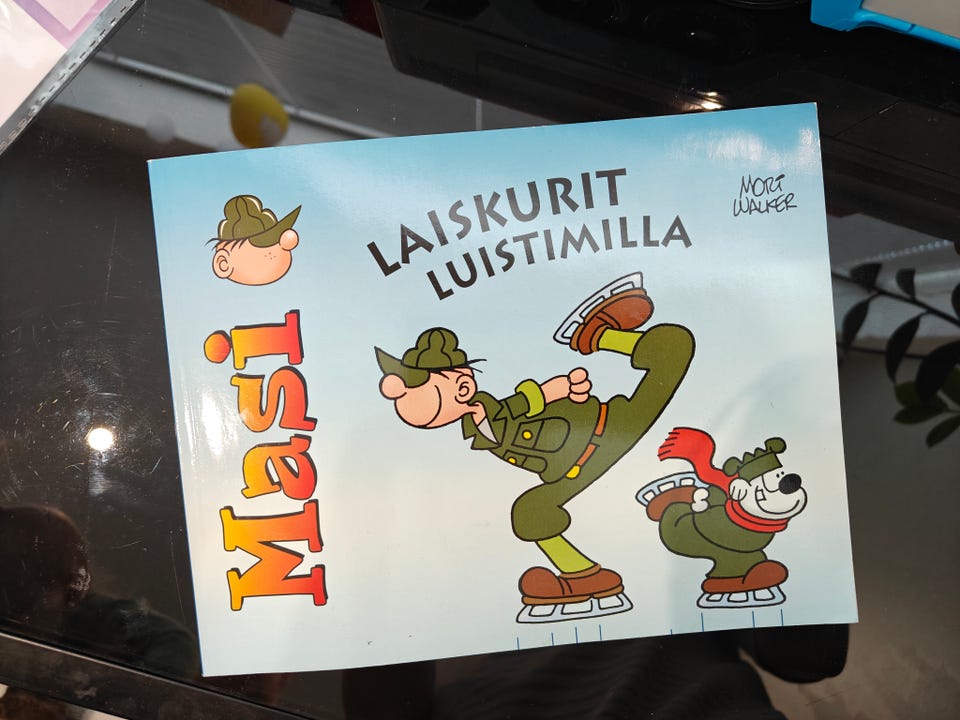 Masi
LAISKURIT
LUISTIMILLA
MORT
WALKER